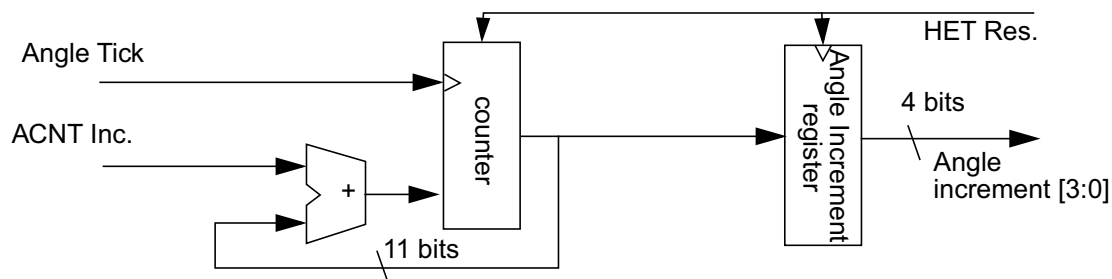 HET Res.
Angle Tick
ACNT Inc.
counter
+
11 bits
Angle Increment
register
4 bits
Angle
increment [3:0]